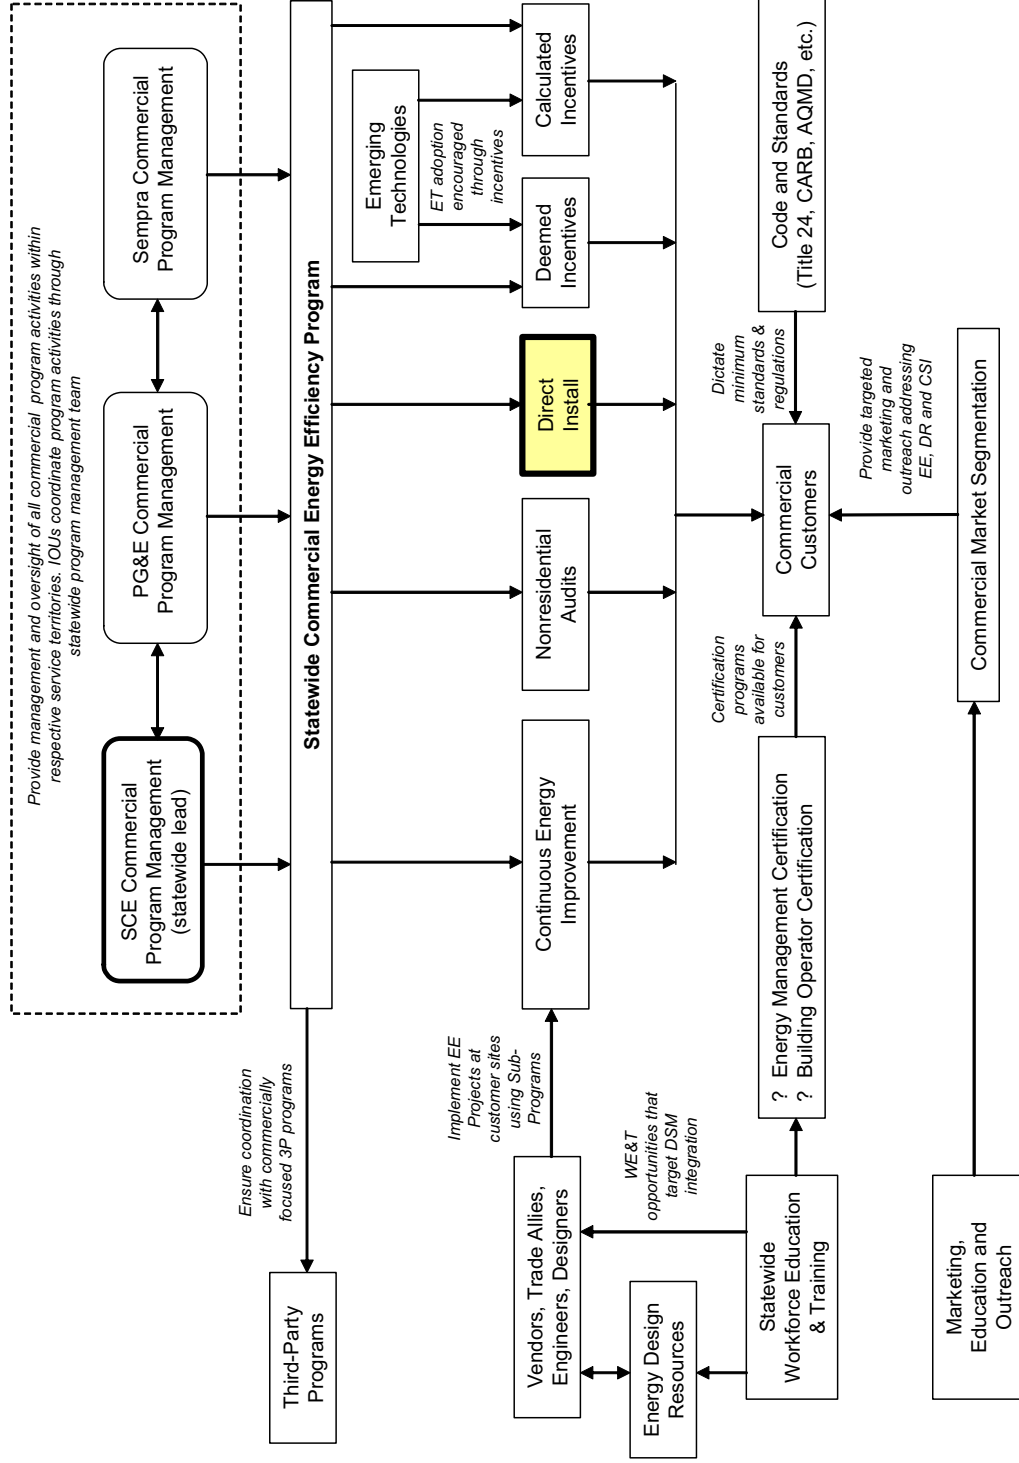 Provide management and oversight of all commercial program activities within
respective service territories. IOUs coordinate program activities through
statewide program management team
SCE Commercial
Program Management
(statewide lead)
PG&E Commercial
Program Management
Sempra Commercial
Program Management
Statewide Commercial Energy Efficiency Program
Ensure coordination
with commercially
focused 3P programs
Third-Party
Programs
Emerging
Technologies
ET adoption
encouraged
through
incentives
Vendors, Trade Allies,
Engineers, Designers
Implement EE
Projects at
customer sites
using Sub-
Programs
Continuous Energy
Improvement
Nonresidential
Audits
Direct
Install
Deemed
Incentives
Calculated
Incentives
Energy Design
Resources
WE&T
opportunities that
target DSM
integration
Statewide
Workforce Education
& Training
? Energy Management Certification
? Building Operator Certification
Certification
programs
available for
customers
Commercial
Customers
Dictate
minimum
standards &
regulations
Code and Standards
(Title 24, CARB, AQMD, etc.)
Provide targeted
marketing and
outreach addressing
EE, DR and CSI
Marketing,
Education and
Outreach
Commercial Market Segmentation